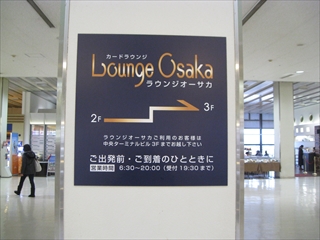 カードラウンジ
Lounge Osaka
ラウンジオーサカ
3F
2F
ラウンジオーサカご利用のお客様は
中央ターミナルビル3Fまでお越し下さい
ご出発前・ご到着のひとときに
営業時間 6:30~20:00（受付19:30まで）